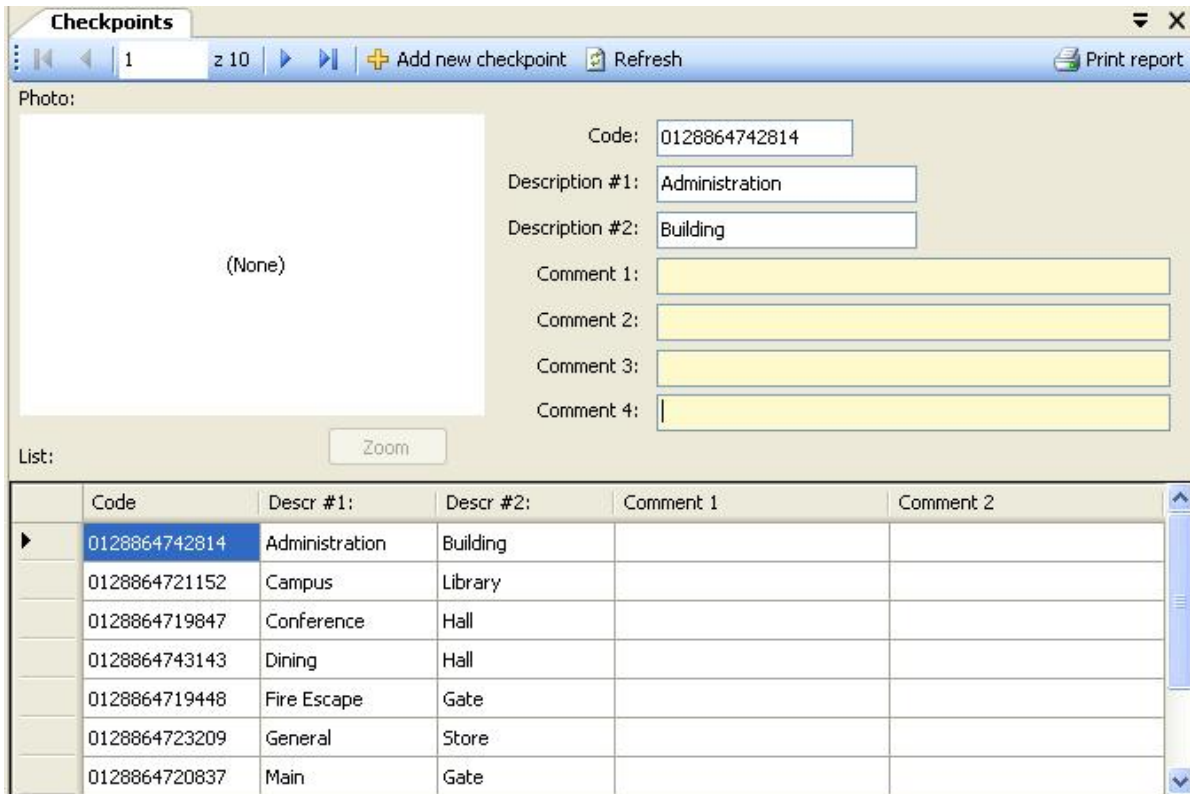 Checkpoints
1 z 10 Add new checkpoint Refresh Print report
Photo:
(None)
Code: 0128864742814
Description #1: Administration
Description #2: Building
Comment 1:
Comment 2:
Comment 3:
Comment 4:
Zoom
List:
Code Descr #1: Descr #2: Comment 1 Comment 2
0128864742814 Administration Building
0128864721152 Campus Library
0128864719847 Conference Hall
0128864743143 Dining Hall
0128864719448 Fire Escape Gate
0128864723209 General Store
0128864720837 Main Gate